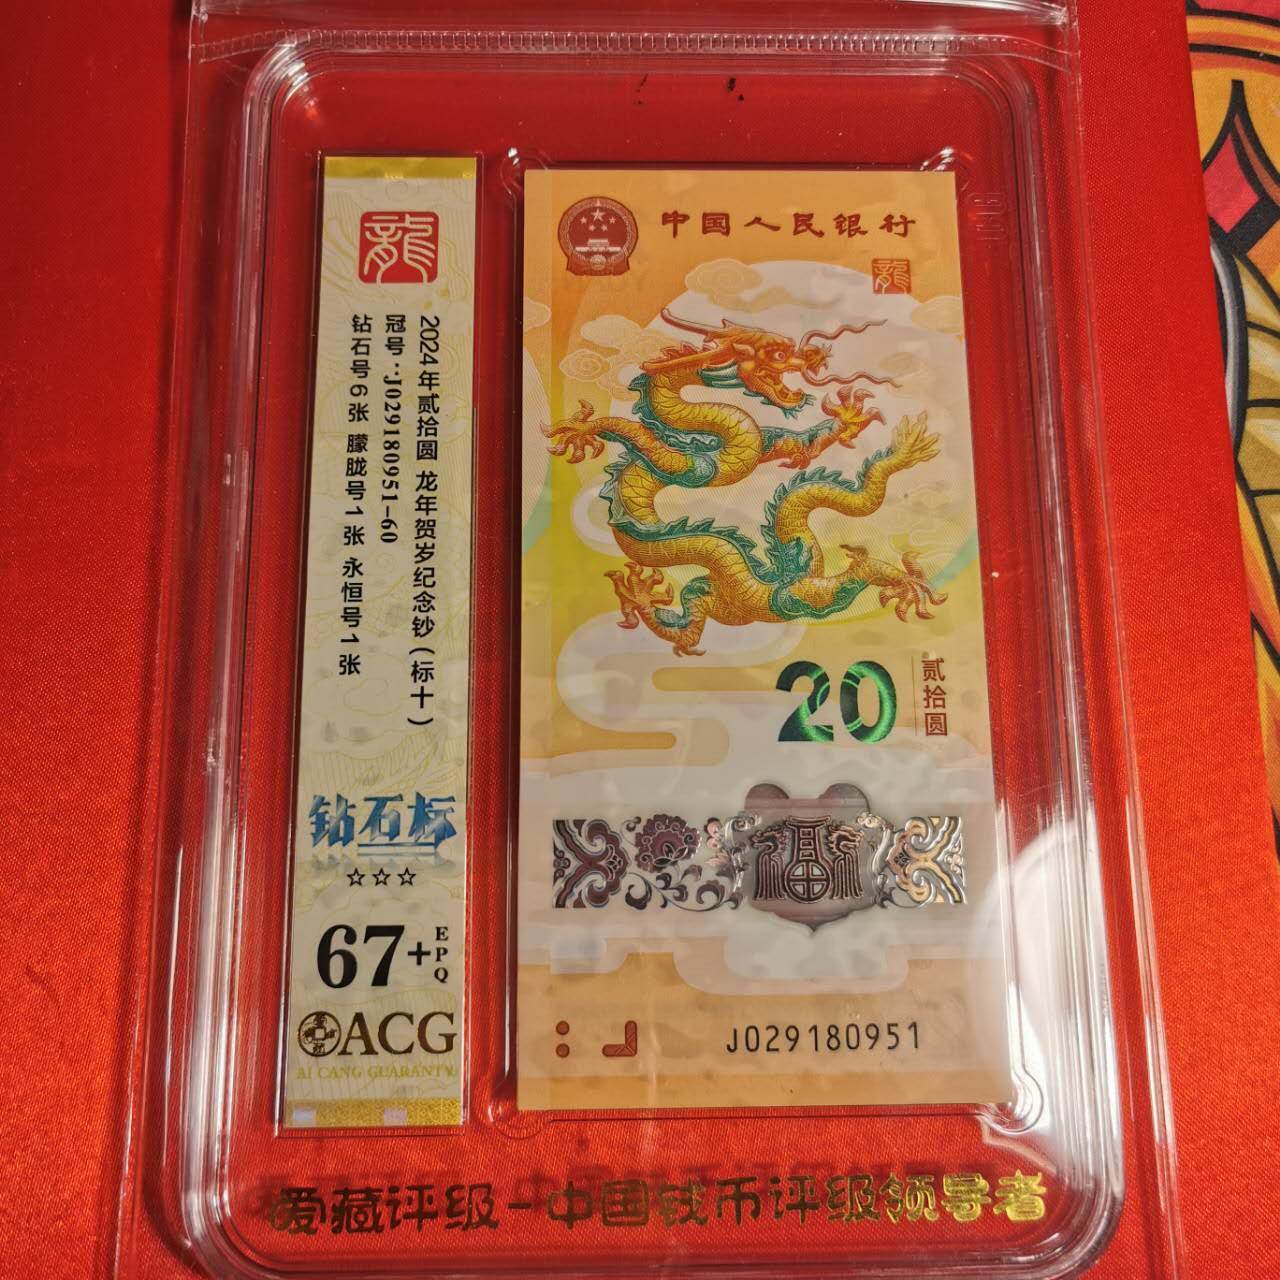 龍
2024年贰拾圆 龙年贺岁纪念钞(标十)
冠号:J029180951-60
钻石号6张 朦胧号1张 永恒号1张
钻石标
☆☆☆
67+ EPQ
ACG
AI CANG GUARANTY
中国人民银行
龍
20 贰拾圆
福
J029180951
爱藏评级-中国钱币评级领导者